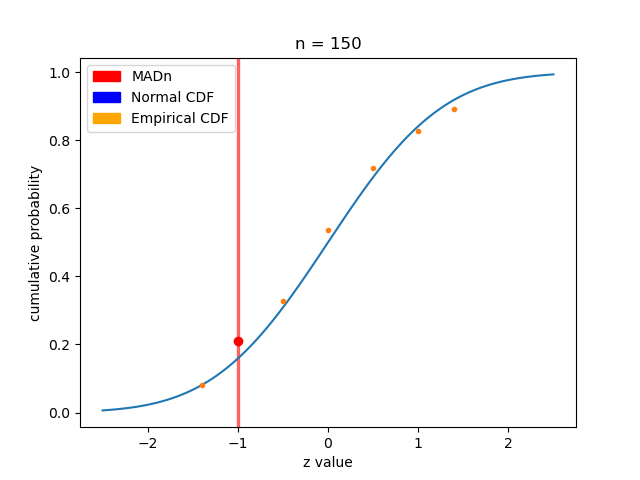 n = 150
MADn
Normal CDF
Empirical CDF
cumulative probability
1.0
0.8
0.6
0.4
0.2
0.0
−2
−1
0
1
2
z value